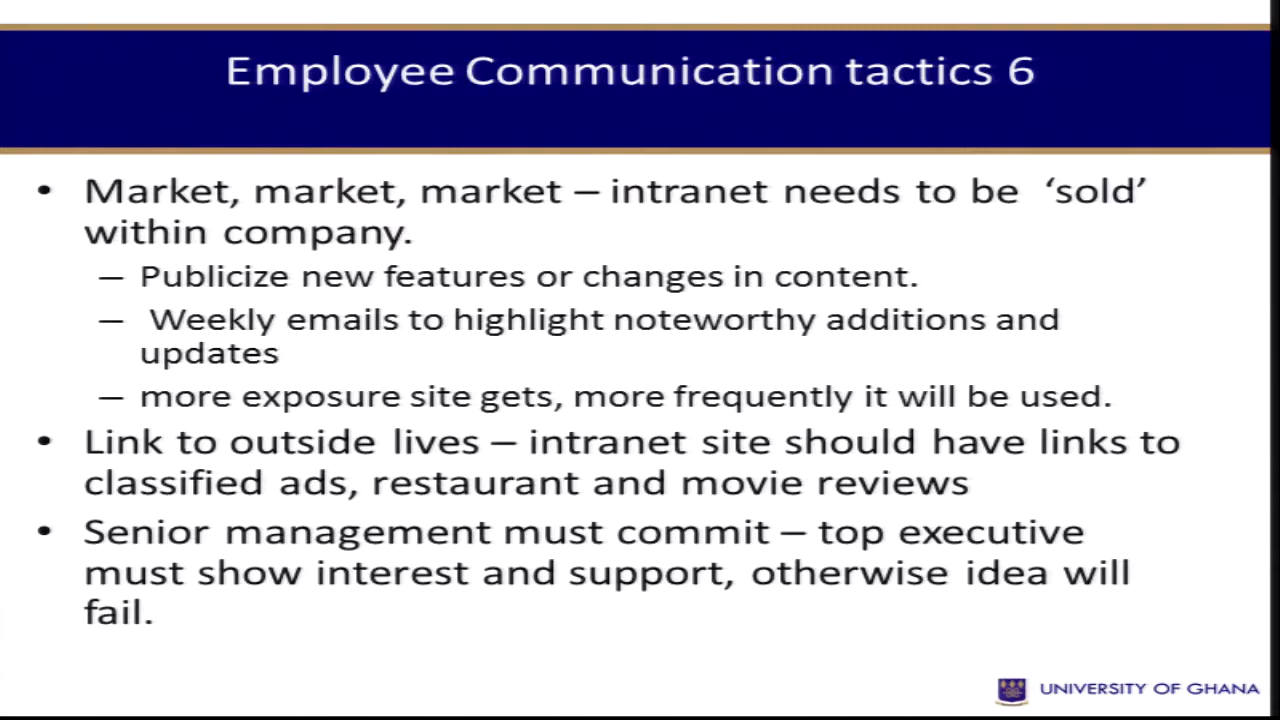 Employee Communication tactics 6
• Market, market, market – intranet needs to be ‘sold’
within company.
– Publicize new features or changes in content.
– Weekly emails to highlight noteworthy additions and
updates
– more exposure site gets, more frequently it will be used.
• Link to outside lives – intranet site should have links to
classified ads, restaurant and movie reviews
• Senior management must commit – top executive
must show interest and support, otherwise idea will
fail.
UNIVERSITY OF GHANA